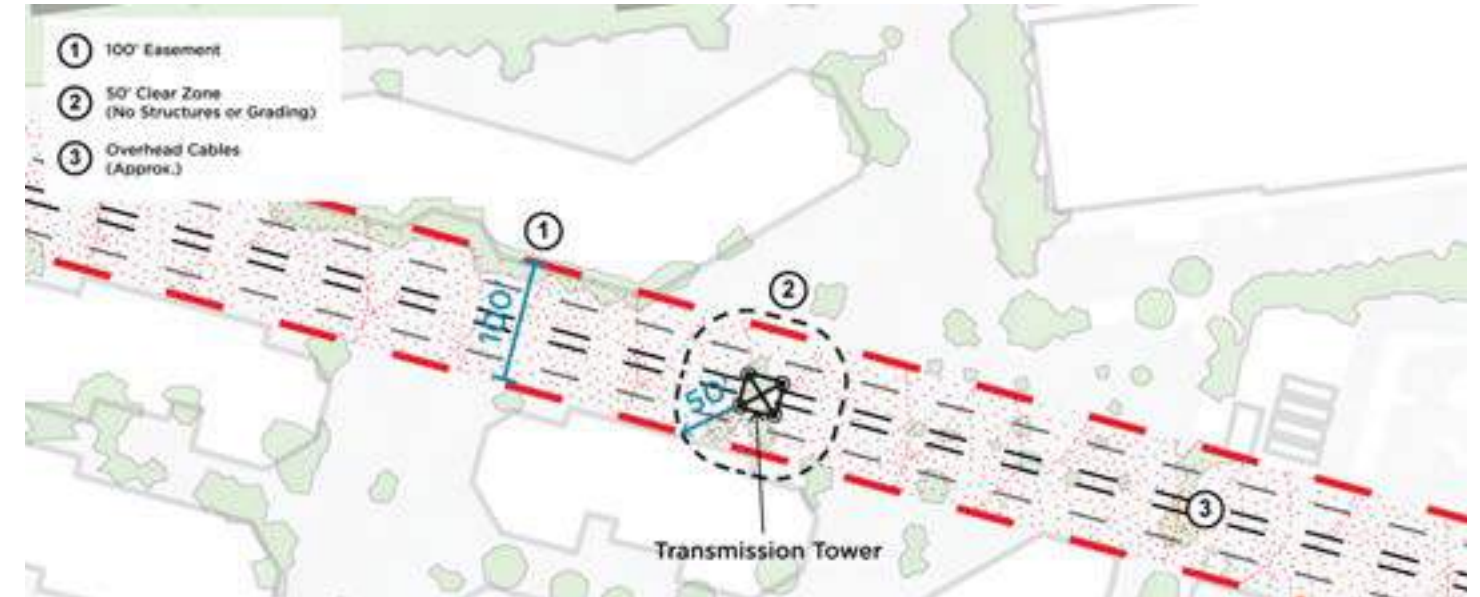 1 100' Easement
2 50' Clear Zone
(No Structures or Grading)
3 Overhead Cables
(Approx.)
1
100'
2
50'
3
Transmission Tower